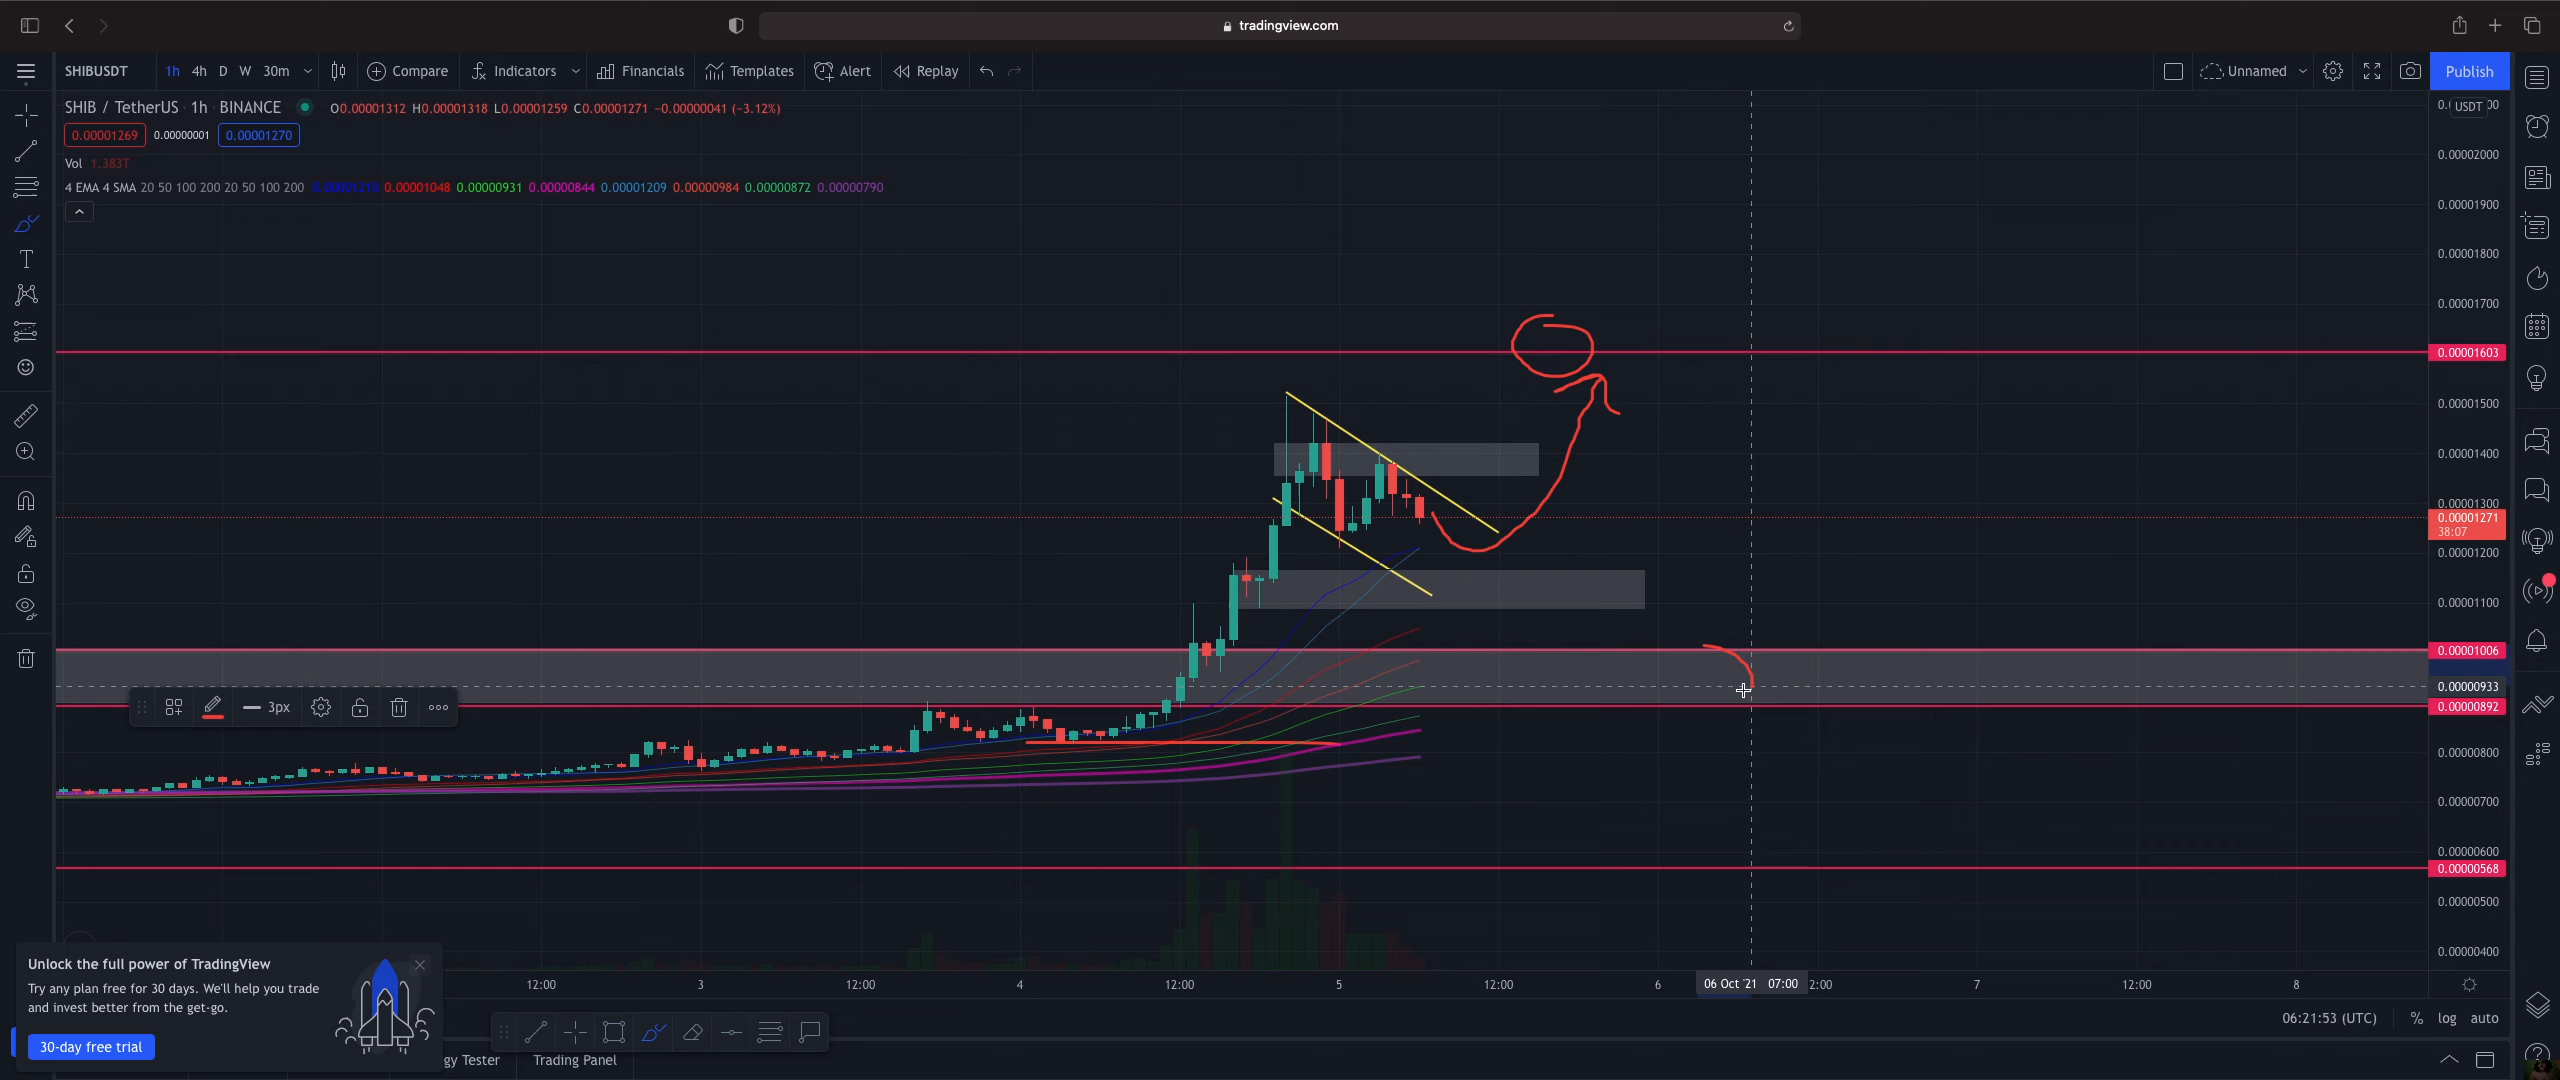 tradingview.com
SHIBUSDT 1h 4h D W 30m Compare Indicators Financials Templates Alert Replay Unnamed Publish
SHIB / TetherUS · 1h · BINANCE O0.00001312 H0.00001318 L0.00001259 C0.00001271 −0.00000041 (−3.12%)
0.00001269 0.00000001 0.00001270
Vol 1.383T
4 EMA 4 SMA 20 50 100 200 20 50 100 200 0.00001210 0.00001048 0.00000931 0.00000844 0.00001209 0.00000984 0.00000872 0.00000790
USDT
0.00002000
0.00001900
0.00001800
0.00001700
0.00001603
0.00001500
0.00001400
0.00001300
0.00001271
38:07
0.00001200
0.00001100
0.00001006
0.00000933
0.00000892
0.00000800
0.00000700
0.00000600
0.00000568
0.00000500
0.00000400
3px
Unlock the full power of TradingView
Try any plan free for 30 days. We'll help you trade
and invest better from the get-go.
30-day free trial
12:00 3 12:00 4 12:00 5 12:00 6 06 Oct '21 07:00 2:00 7 12:00 8
06:21:53 (UTC) % log auto
gy Tester Trading Panel